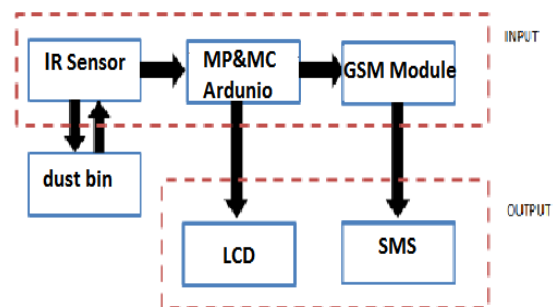 INPUT
IR Sensor
MP&MC
Ardunio
GSM Module
dust bin
OUTPUT
LCD
SMS